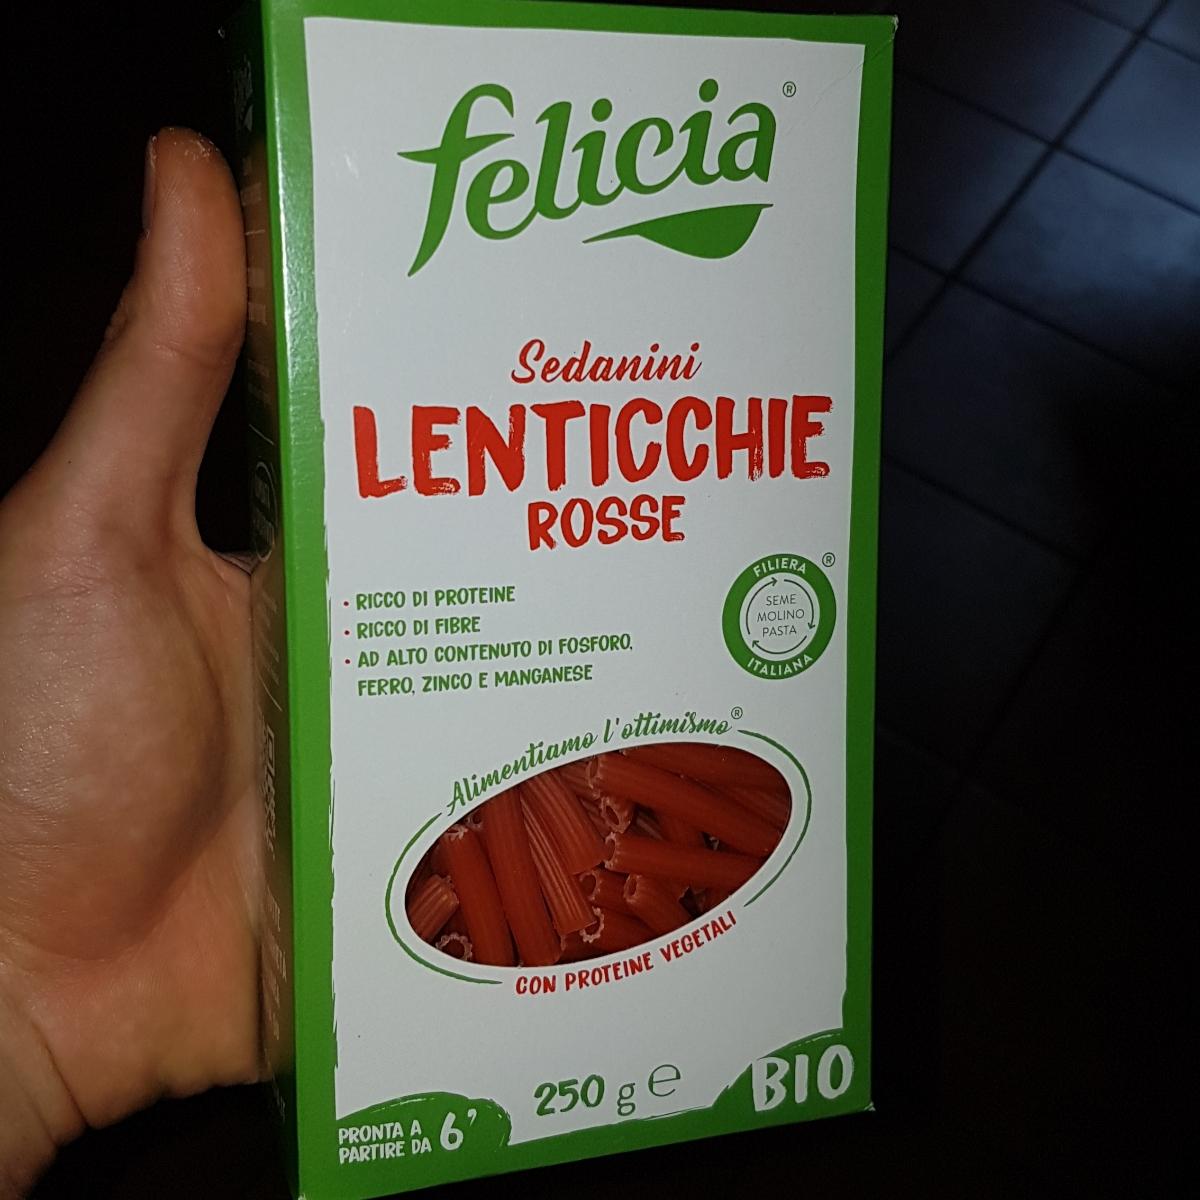 felicia®
Sedanini
LENTICCHIE
ROSSE
• RICCO DI PROTEINE
• RICCO DI FIBRE
• AD ALTO CONTENUTO DI FOSFORO,
FERRO, ZINCO E MANGANESE
FILIERA ®
SEME
MOLINO
PASTA
ITALIANA
Alimentiamo l'ottimismo®
CON PROTEINE VEGETALI
250 g e
BIO
PRONTA A
PARTIRE DA 6'